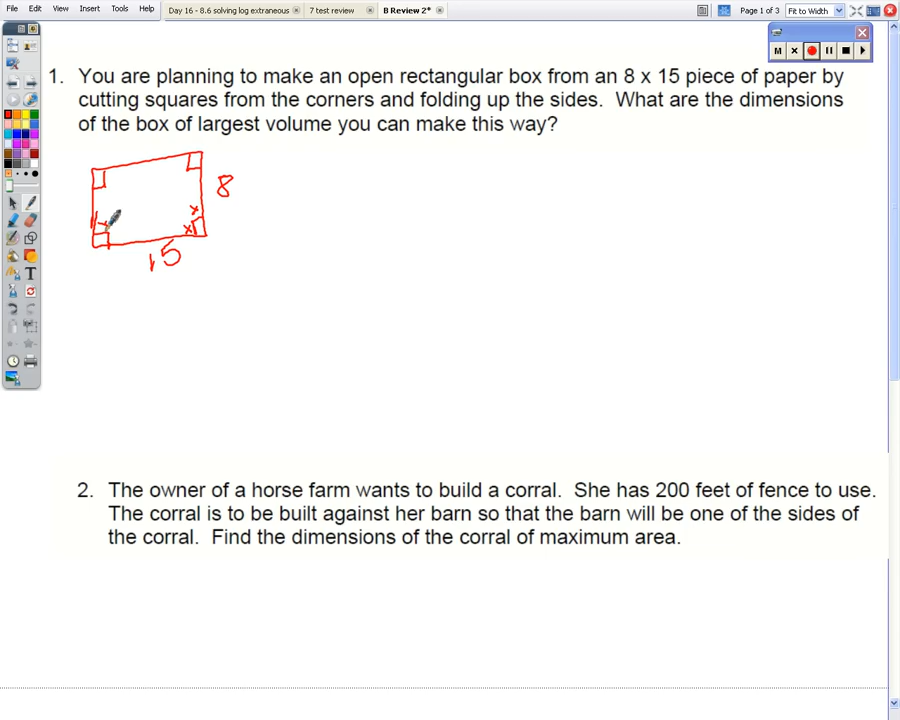 File Edit View Insert Tools Help
Day 16 - 8.6 solving log extraneous
7 test review
B Review 2*
Page 1 of 3
Fit to Width
1. You are planning to make an open rectangular box from an 8 x 15 piece of paper by
cutting squares from the corners and folding up the sides. What are the dimensions
of the box of largest volume you can make this way?
8
x
x
15
2. The owner of a horse farm wants to build a corral. She has 200 feet of fence to use.
The corral is to be built against her barn so that the barn will be one of the sides of
the corral. Find the dimensions of the corral of maximum area.